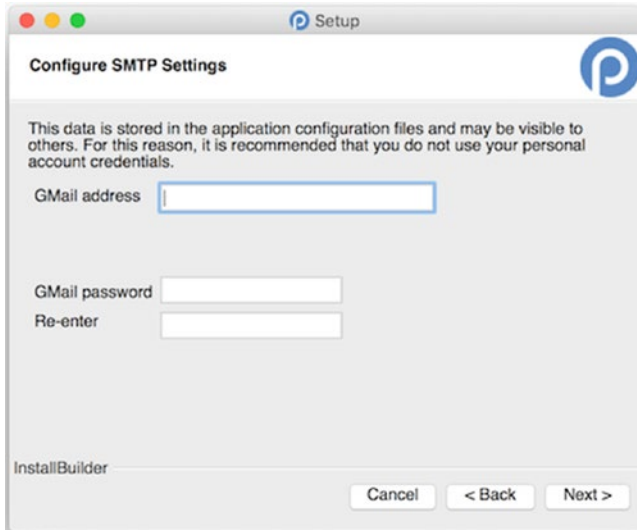 Setup
Configure SMTP Settings
This data is stored in the application configuration files and may be visible to
others. For this reason, it is recommended that you do not use your personal
account credentials.
GMail address
GMail password
Re-enter
InstallBuilder
Cancel
< Back
Next >